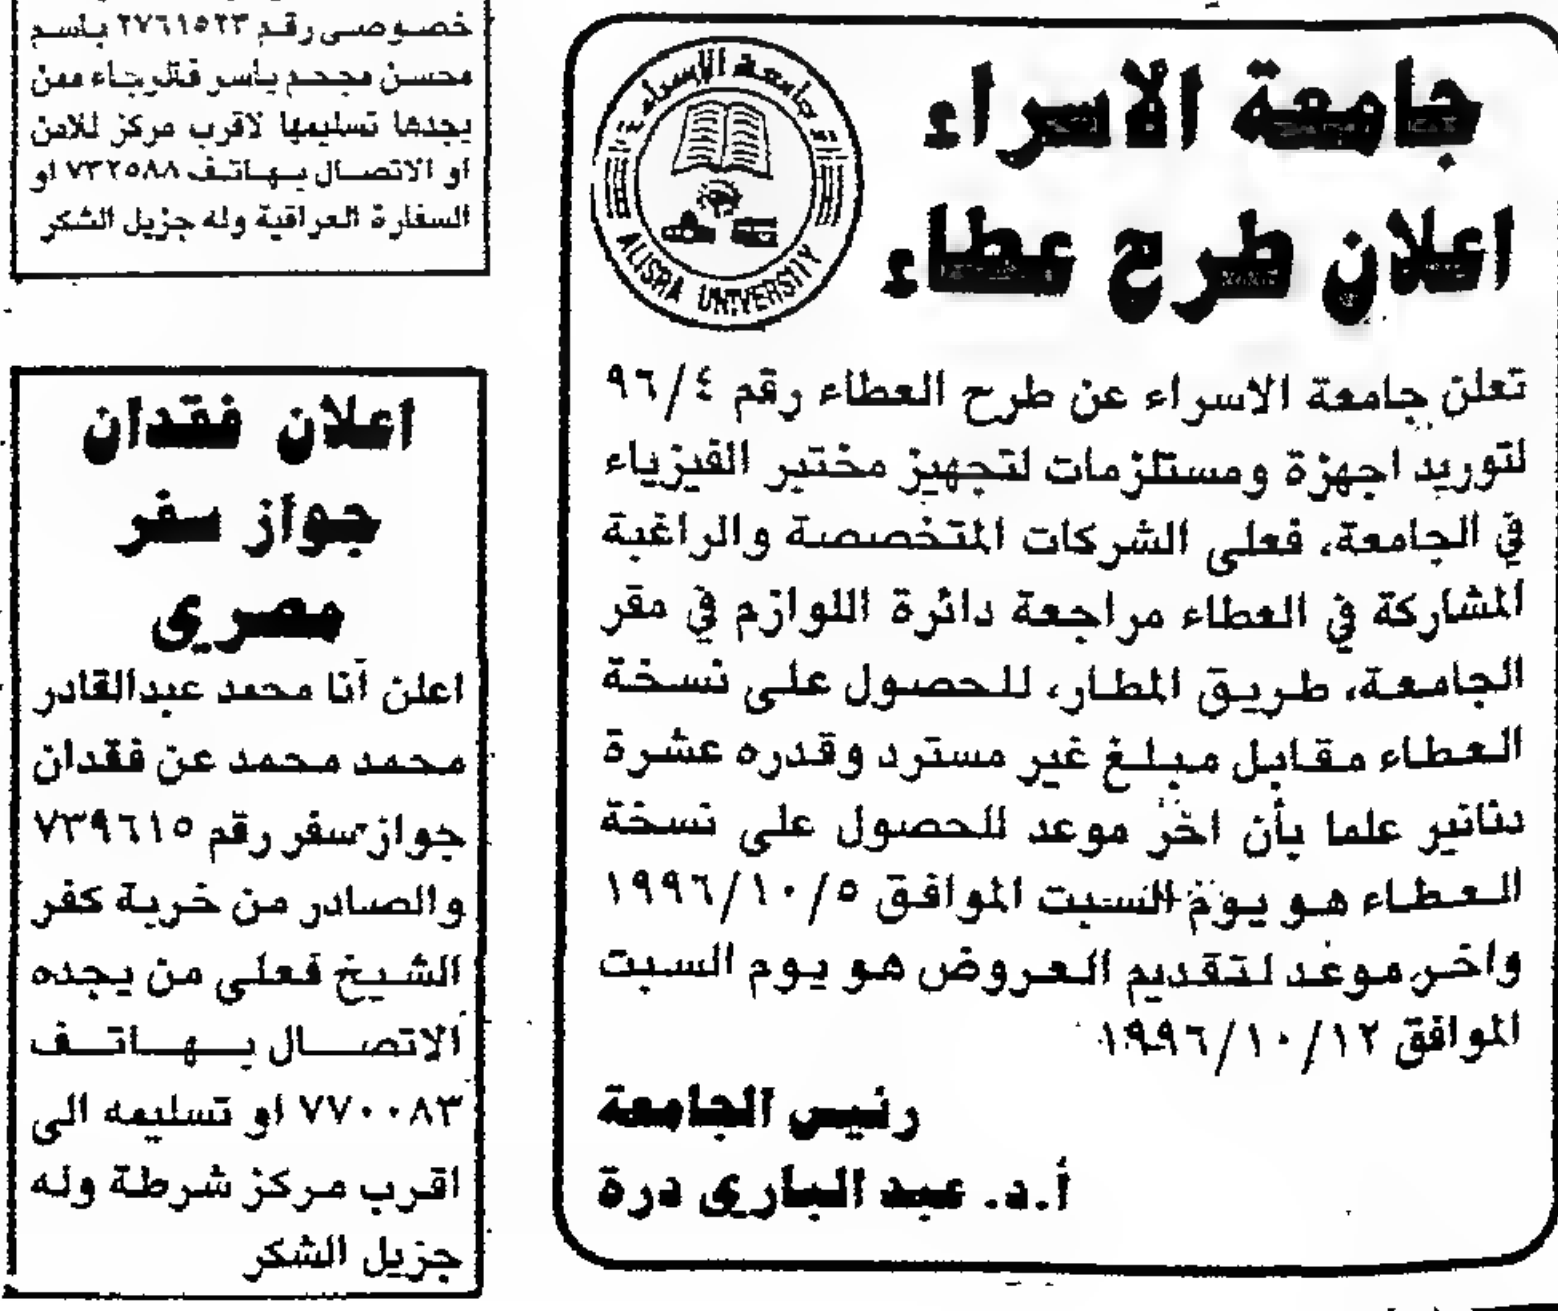 جامعة الاسراء
اعلان طرح عطاء
جامعة الإسراء
ALISRA UNIVERSITY
تعلن جامعة الاسراء عن طرح العطاء رقم ٩٦/٤
لتوريد اجهزة ومستلزمات لتجهيز مختبر الفيزياء
في الجامعة، فعلى الشركات المتخصصة والراغبة
المشاركة في العطاء مراجعة دائرة اللوازم في مقر
الجامعة، طريق المطار، للحصول على نسخة
العطاء مقابل مبلغ غير مسترد وقدره عشرة
دنانير علما بأن اخر موعد للحصول على نسخة
العطاء هو يوم السبت الموافق ١٩٩٦/١٠/٥
واخر موعد لتقديم العروض هو يوم السبت
الموافق ١٩٩٦/١٠/١٢
رئيس الجامعة
أ.د. عبد الباري درة
خصوصي رقم ٢٧٦١٥٢٣ باسم
محسن مجحم ياسر فالرجاء ممن
يجدها تسليمها لاقرب مركز للامن
او الاتصال بهاتف ٧٣٢٥٨٨ او
السفارة العراقية وله جزيل الشكر
اعلان فقدان
جواز سفر
مصري
اعلن أنا محمد عبدالقادر
محمد محمد عن فقدان
جواز سفر رقم ٧٣٩٦١٥
والصادر من خربة كفر
الشيخ فعلى من يجده
الاتصال بهاتف
٧٧٠٠٨٣ او تسليمه الى
اقرب مركز شرطة وله
جزيل الشكر